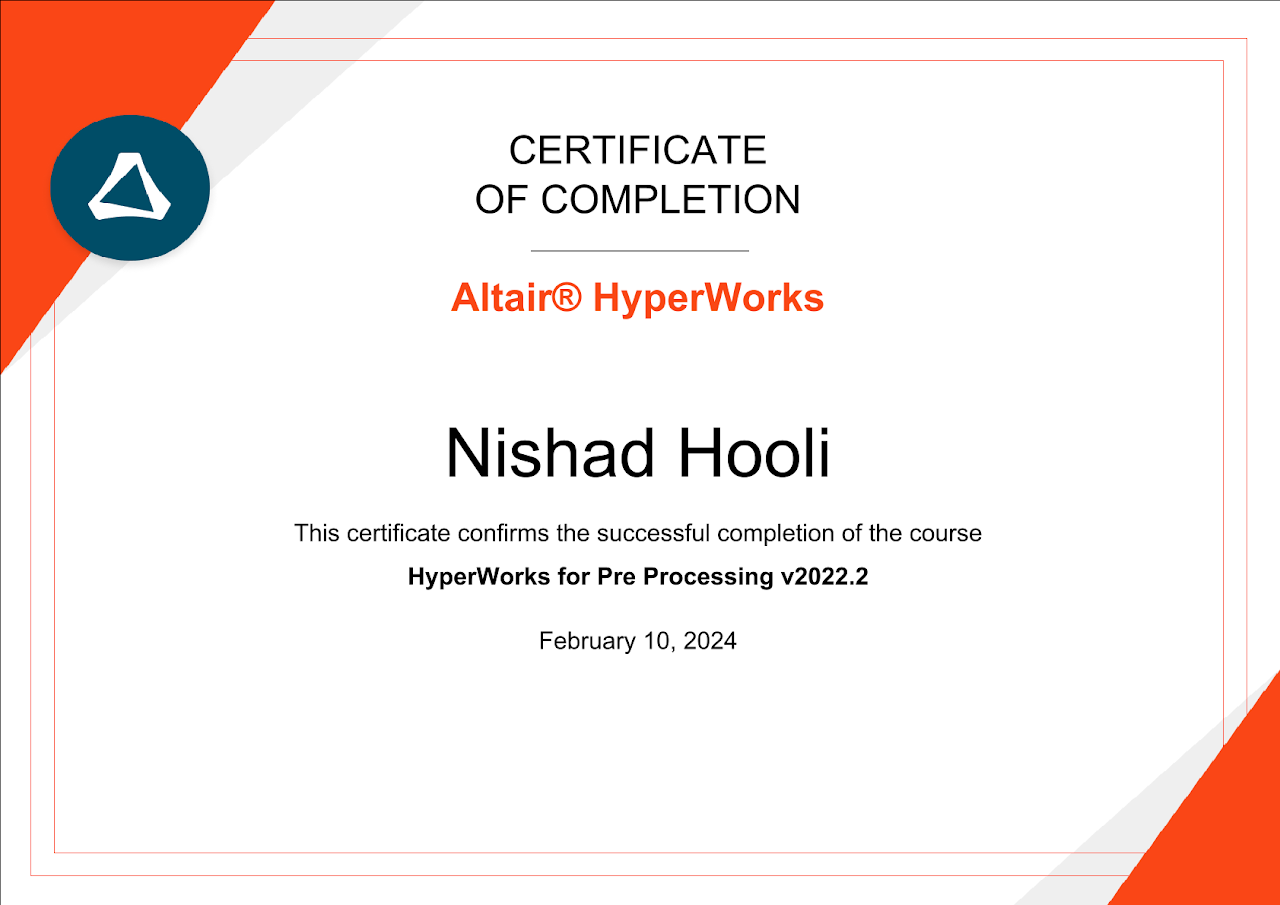 CERTIFICATE
OF COMPLETION
Altair® HyperWorks
Nishad Hooli
This certificate confirms the successful completion of the course
HyperWorks for Pre Processing v2022.2
February 10, 2024